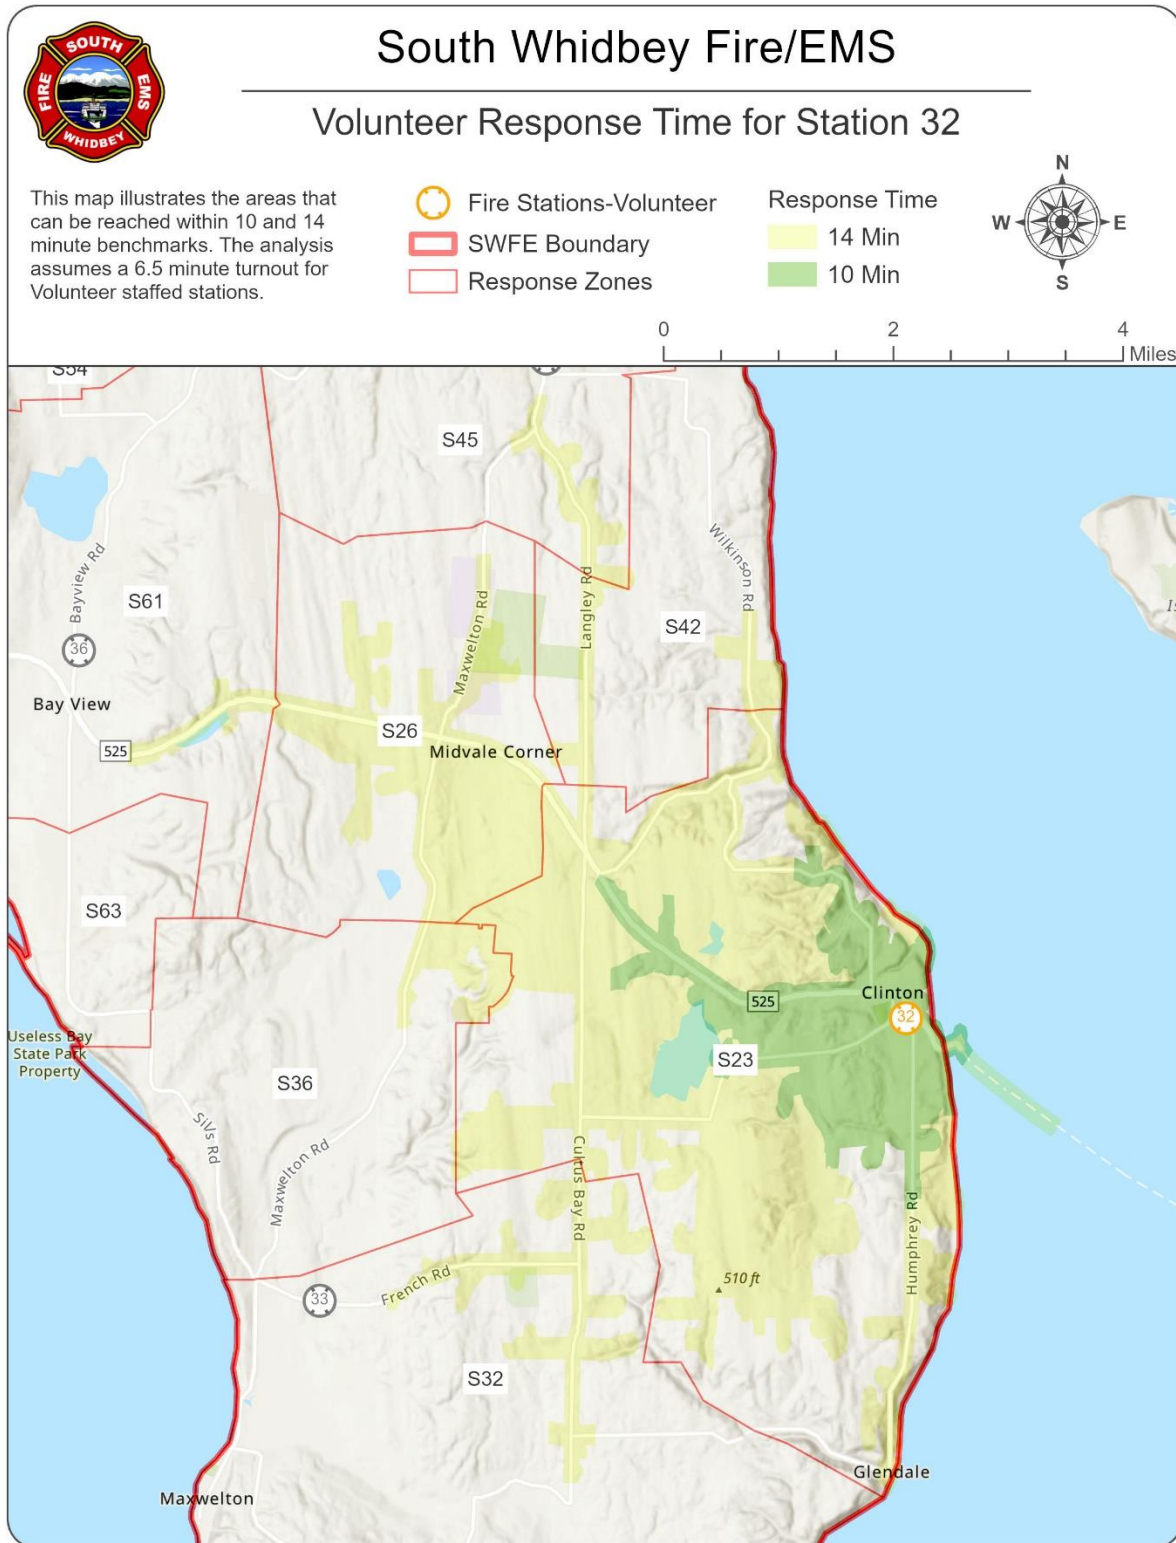 SOUTH
FIRE
EMS
WHIDBEY
South Whidbey Fire/EMS
Volunteer Response Time for Station 32
This map illustrates the areas that
can be reached within 10 and 14
minute benchmarks. The analysis
assumes a 6.5 minute turnout for
Volunteer staffed stations.
Fire Stations-Volunteer
SWFE Boundary
Response Zones
Response Time
14 Min
10 Min
N
W
E
S
0
2
4
Miles
S54
S45
Wilkinson Rd
Bayview Rd
S61
Maxwelton Rd
Langley Rd
S42
36
Bay View
S26
525
Midvale Corner
S63
Clinton
525
32
Useless Bay
State Park
Property
S23
S36
Sills Rd
Maxwelton Rd
Cultus Bay Rd
Humphrey Rd
French Rd
510 ft
33
S32
Glendale
Maxwelton